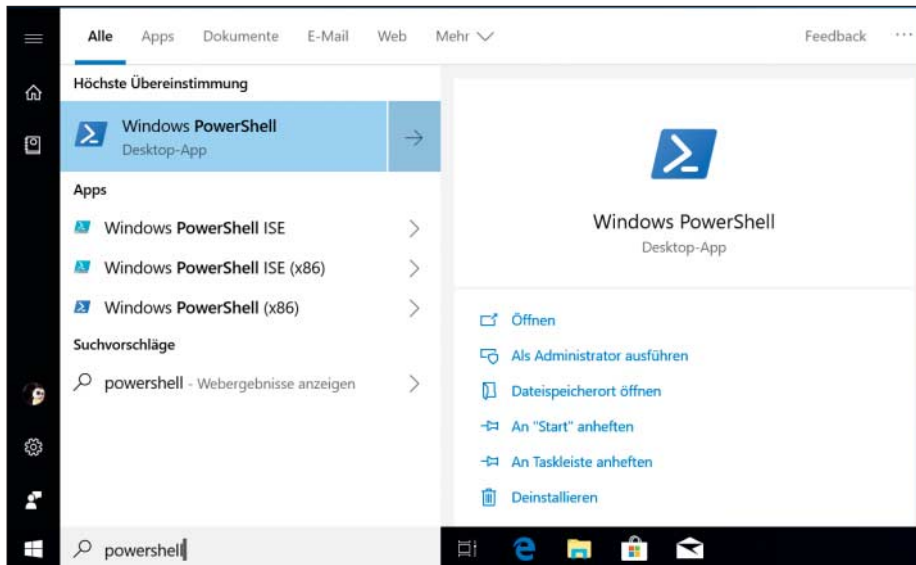 Alle Apps Dokumente E-Mail Web Mehr Feedback ...
Höchste Übereinstimmung
Windows PowerShell
Desktop-App
Apps
Windows PowerShell ISE
Windows PowerShell ISE (x86)
Windows PowerShell (x86)
Suchvorschläge
powershell - Webergebnisse anzeigen
Windows PowerShell
Desktop-App
Öffnen
Als Administrator ausführen
Dateispeicherort öffnen
An "Start" anheften
An Taskleiste anheften
Deinstallieren
powershell